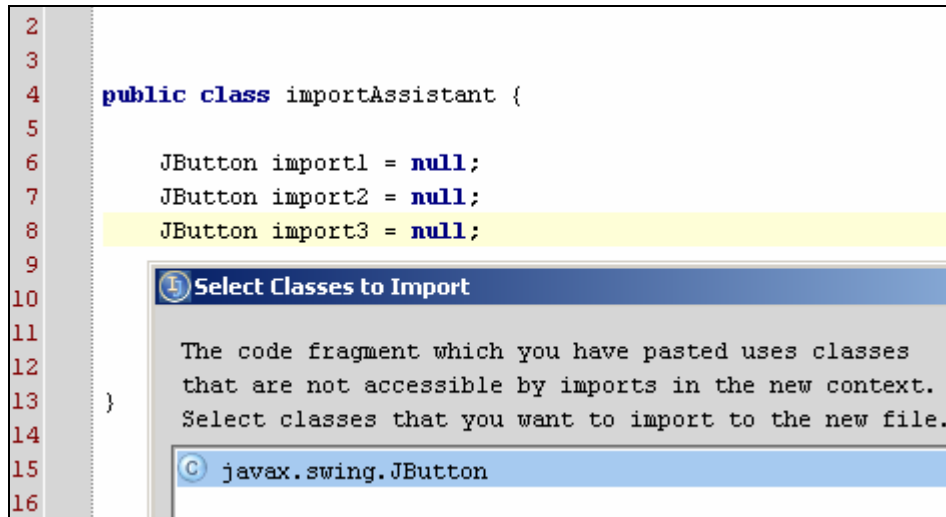 2
3
4 public class importAssistant {
5
6 JButton import1 = null;
7 JButton import2 = null;
8 JButton import3 = null;
9
Select Classes to Import
10
11
The code fragment which you have pasted uses classes
12
that are not accessible by imports in the new context.
13 }
Select classes that you want to import to the new file.
14
15 C javax.swing.JButton
16